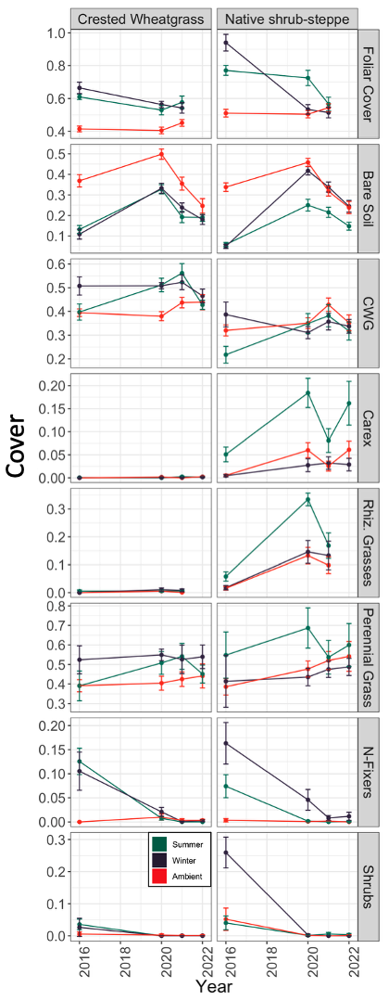 Crested Wheatgrass Native shrub-steppe
1.0
0.8
0.6
0.4
Foliar Cover
0.5
0.4
0.3
0.2
0.1
Bare Soil
0.6
0.5
0.4
0.3
0.2
CWG
Cover
0.20
0.15
0.10
0.05
0.00
Carex
0.3
0.2
0.1
0.0
Rhiz. Grasses
0.8
0.7
0.6
0.5
0.4
0.3
Perennial Grass
0.20
0.15
0.10
0.05
0.00
N-Fixers
0.3
0.2
0.1
0.0
Shrubs
Summer
Winter
Ambient
2016 2018 2020 2022 2016 2018 2020 2022
Year